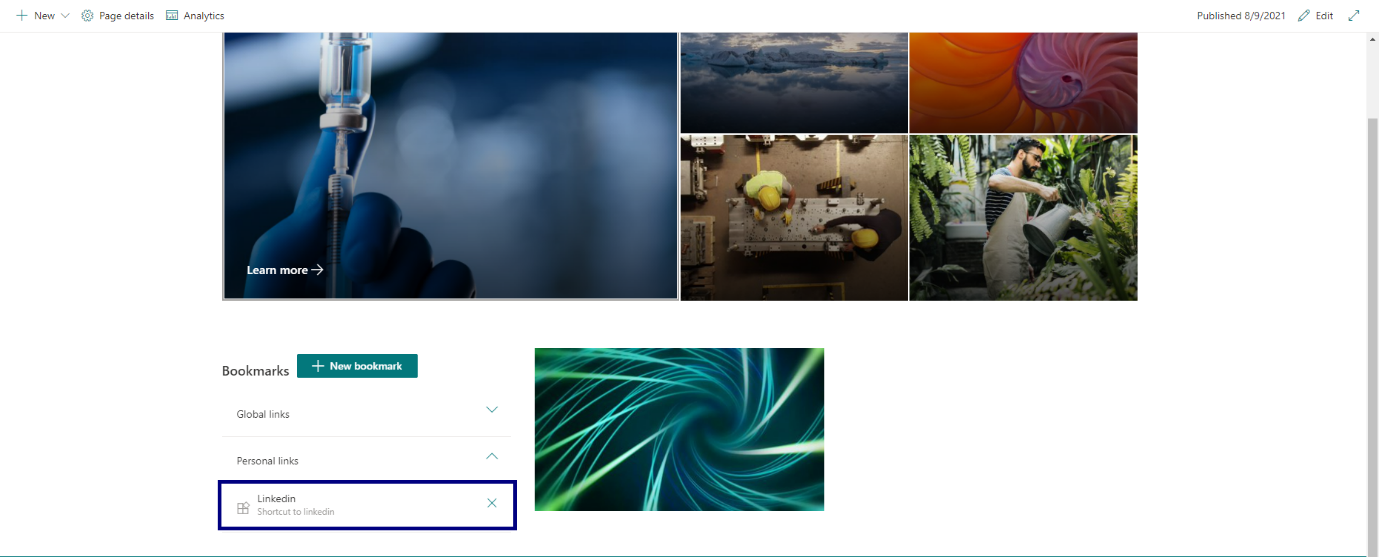 New Page details Analytics Published 8/9/2021 Edit
Learn more
Bookmarks New bookmark
Global links
Personal links
Linkedin
Shortcut to linkedin